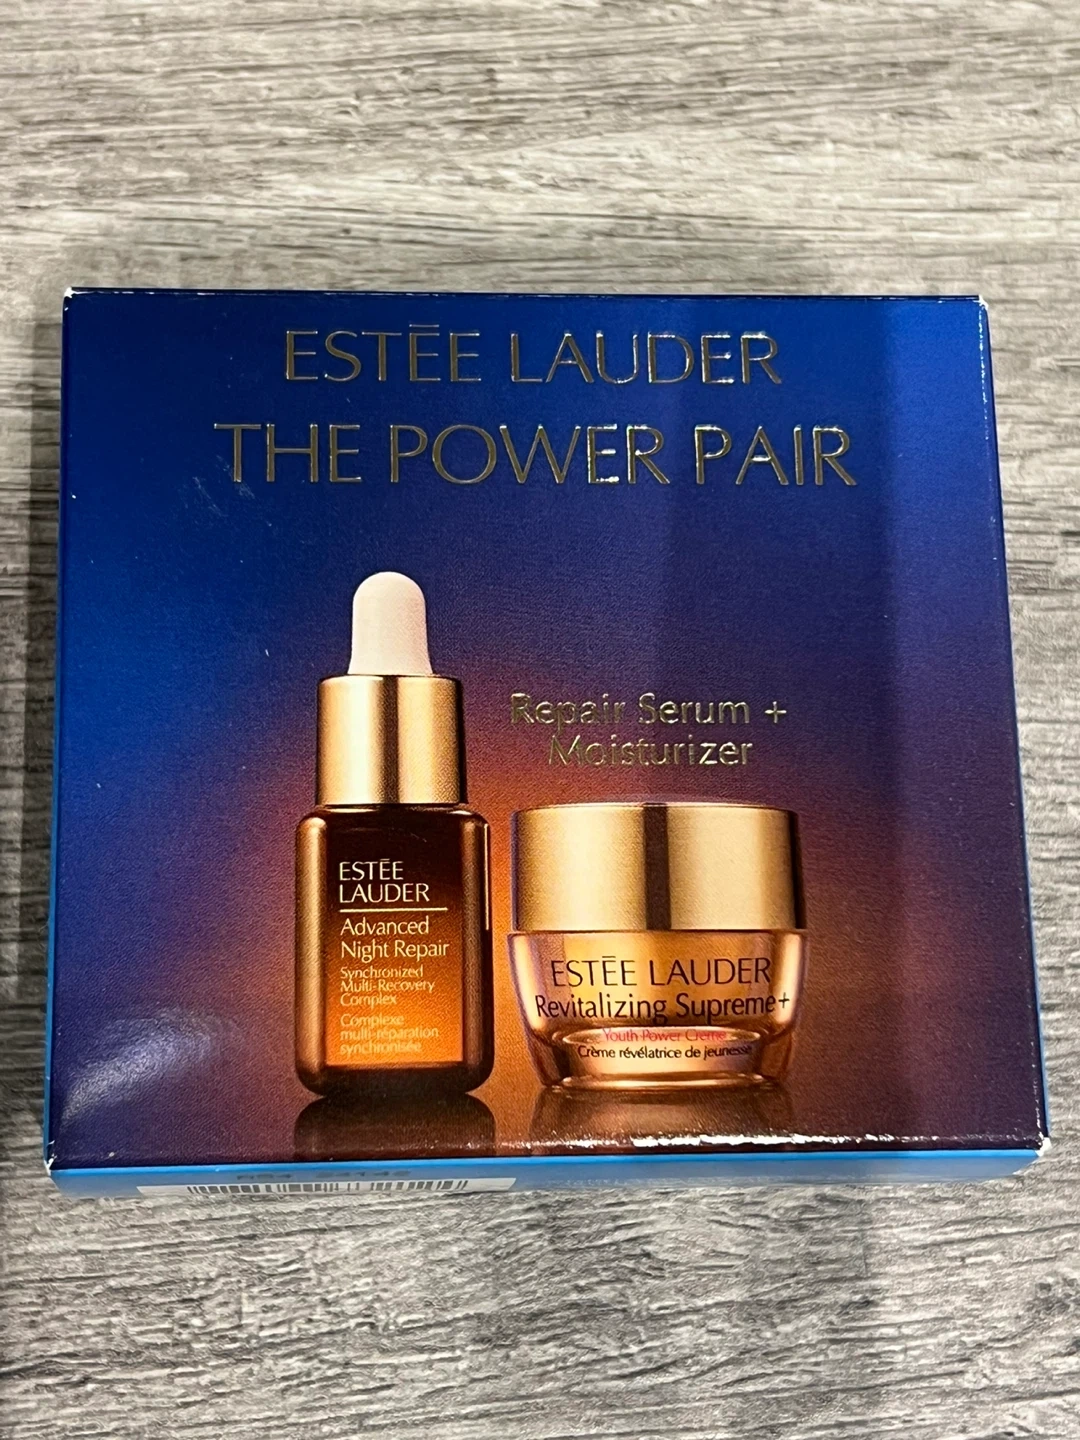 ESTĒE LAUDER
THE POWER PAIR
Repair Serum +
Moisturizer
ESTĒE
LAUDER
Advanced
Night Repair
Synchronized
Multi-Recovery
Complex
Complexe
multi-réparation
synchronisée
ESTĒE LAUDER
Revitalizing Supreme+
Youth Power Creme
Crème révélatrice de jeunesse